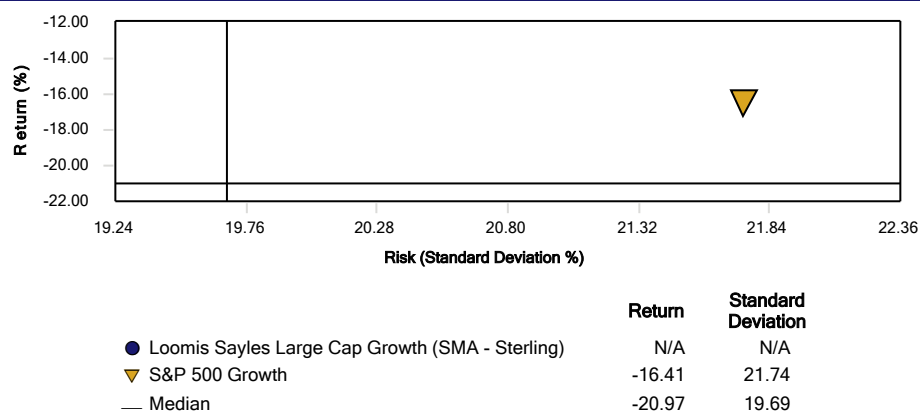 -12.00
-14.00
-16.00
-18.00
-20.00
-22.00
Return (%)
19.24 19.76 20.28 20.80 21.32 21.84 22.36
Risk (Standard Deviation %)
Return Standard Deviation
Loomis Sayles Large Cap Growth (SMA - Sterling) N/A N/A
S&P 500 Growth -16.41 21.74
Median -20.97 19.69